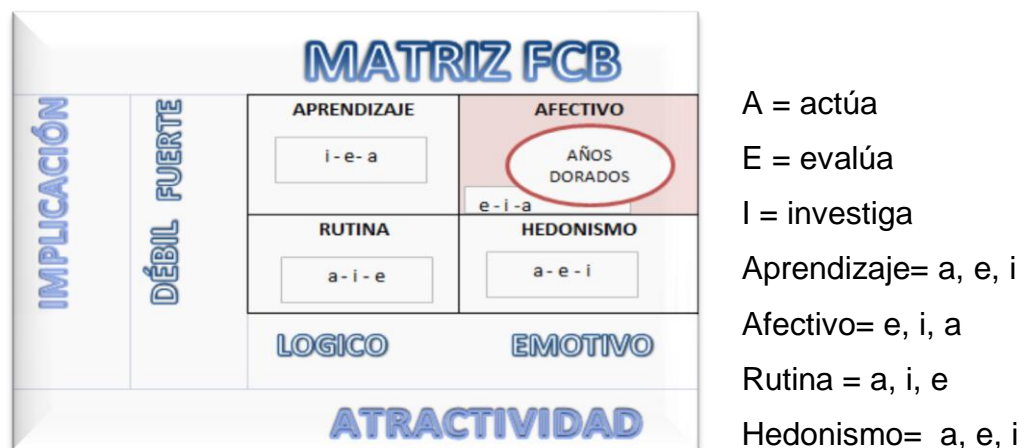 MATRIZ FCB
IMPLICACIÓN
DÉBIL FUERTE
APRENDIZAJE
i - e- a
AFECTIVO
AÑOS
DORADOS
e - i -a
RUTINA
a - i - e
HEDONISMO
a- e - i
LOGICO
EMOTIVO
ATRACTIVIDAD
A = actúa
E = evalúa
I = investiga
Aprendizaje= a, e, i
Afectivo= e, i, a
Rutina = a, i, e
Hedonismo= a, e, i